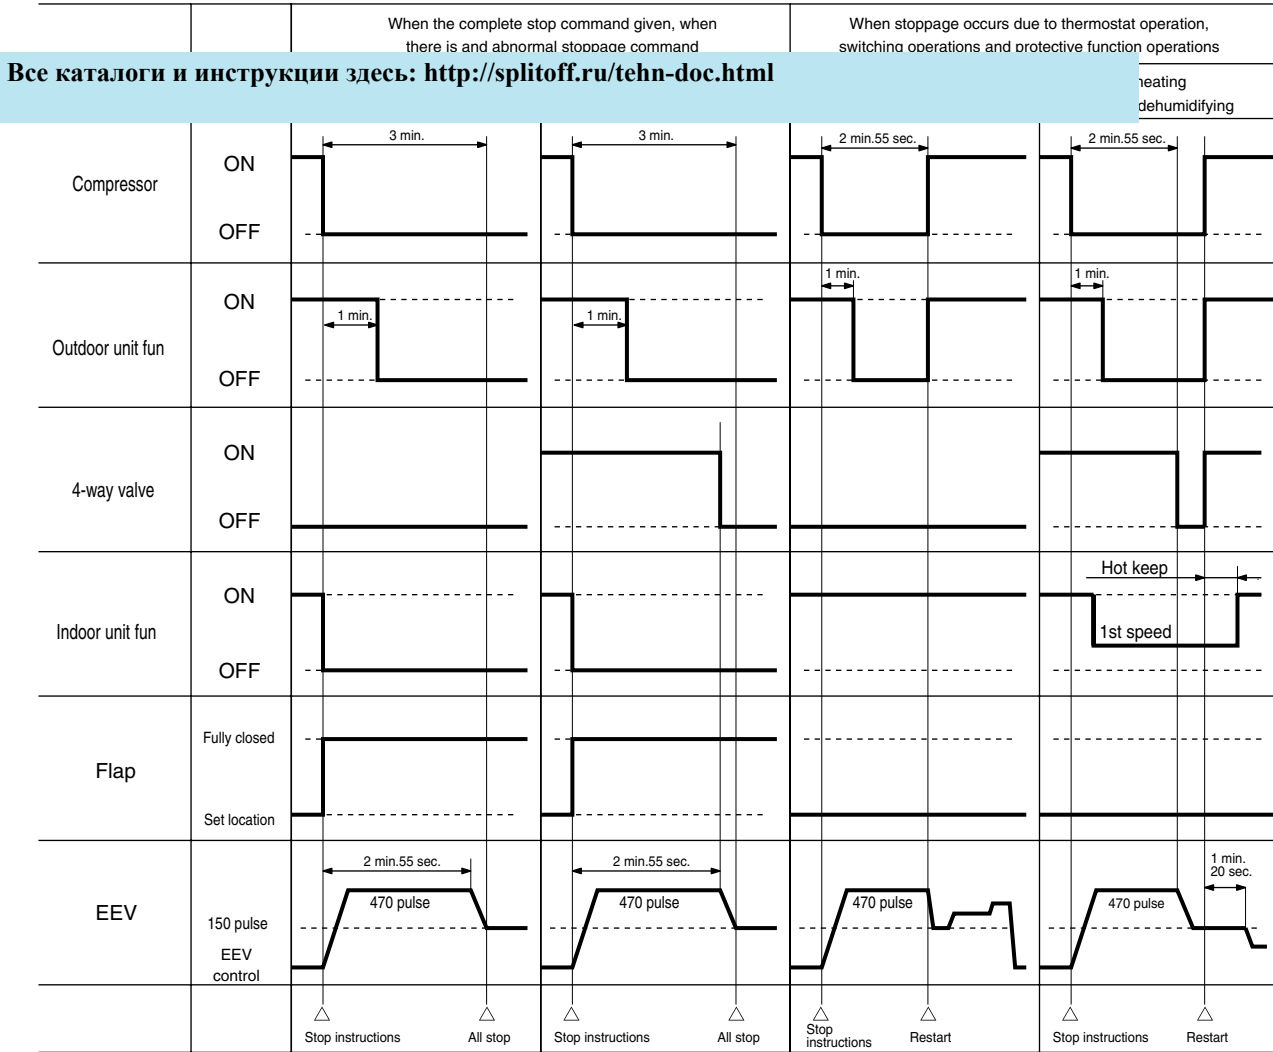 When the complete stop command given, when
there is and abnormal stoppage command
When stoppage occurs due to thermostat operation,
switching operations and protective function operations
Все каталоги и инструкции здесь: http://splitoff.ru/tehn-doc.html
heating
dehumidifying
Compressor
ON
OFF
3 min.
3 min.
2 min.55 sec.
2 min.55 sec.
Outdoor unit fun
ON
OFF
1 min.
1 min.
1 min.
1 min.
4-way valve
ON
OFF
Indoor unit fun
ON
OFF
Hot keep
1st speed
Flap
Fully closed
Set location
EEV
150 pulse
EEV
control
2 min.55 sec.
470 pulse
2 min.55 sec.
470 pulse
470 pulse
470 pulse
1 min.
20 sec.
Stop instructions
All stop
Stop instructions
All stop
Stop
instructions
Restart
Stop instructions
Restart